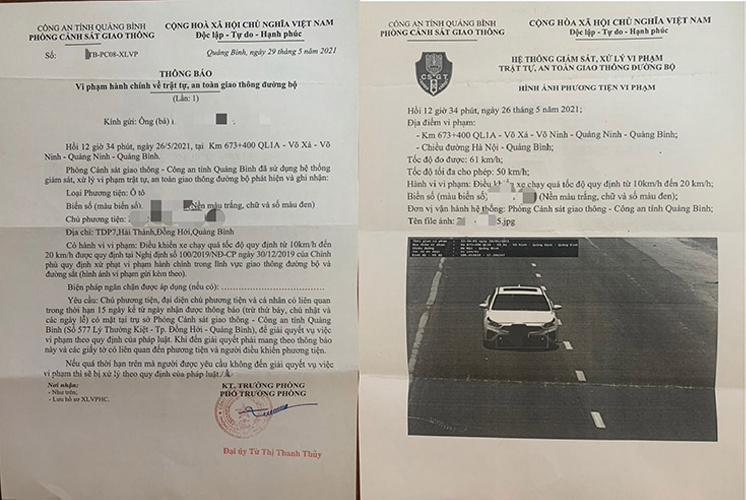 CÔNG AN TỈNH QUẢNG BÌNH
PHÒNG CẢNH SÁT GIAO THÔNG
CỘNG HOÀ XÃ HỘI CHỦ NGHĨA VIỆT NAM
Độc lập - Tự do - Hạnh phúc
Số: TB-PC08-XLVP
Quảng Bình, ngày 29 tháng 5 năm 2021
THÔNG BÁO
Vi phạm hành chính về trật tự, an toàn giao thông đường bộ
(Lần: 1)
Kính gửi: Ông (bà)
Hồi 12 giờ 34 phút, ngày 26/5/2021, tại Km 673+400 QL1A - Võ Xá - Võ
Ninh - Quảng Ninh - Quảng Bình.
Phòng Cảnh sát giao thông - Công an tỉnh Quảng Bình đã sử dụng hệ thống
giám sát, xử lý vi phạm trật tự, an toàn giao thông đường bộ phát hiện và ghi nhận:
Loại Phương tiện: Ô tô
Biển số (màu biển số) (Nền màu trắng, chữ và số màu đen)
Chủ phương tiện:
Địa chỉ: TDP7,Hải Thành,Đồng Hới,Quảng Bình
Có hành vi vi phạm: Điều khiển xe chạy quá tốc độ quy định từ 10km/h đến
20 km/h được quy định tại Nghị định số 100/2019/NĐ-CP ngày 30/12/2019 của Chính
phủ quy định xử phạt vi phạm hành chính trong lĩnh vực giao thông đường bộ và
đường sắt (hình ảnh vi phạm gửi kèm theo).
Biện pháp ngăn chặn được áp dụng (nếu có):
Yêu cầu: Chủ phương tiện, đại diện chủ phương tiện và cá nhân có liên quan
trong thời hạn 15 ngày kể từ ngày nhận được thông báo (trừ thứ bảy, chủ nhật và
các ngày lễ) có mặt tại trụ sở Phòng Cảnh sát giao thông - Công an tỉnh Quảng
Bình (Số 577 Lý Thường Kiệt - Tp. Đồng Hới - Quảng Bình), để giải quyết vụ việc
vi phạm theo quy định của pháp luật. Khi đến giải quyết phải mang theo thông báo
này và các giấy tờ có liên quan đến phương tiện và người điều khiển phương tiện.
Nếu quá thời hạn trên mà người được yêu cầu không đến giải quyết vụ việc
vi phạm thì sẽ bị xử lý theo quy định của pháp luật./.
Nơi nhận:
- Như trên;
- Lưu hồ sơ XLVPHC.
KT. TRƯỞNG PHÒNG
PHÓ TRƯỞNG PHÒNG
Đại úy Từ Thị Thanh Thủy
CÔNG AN TỈNH QUẢNG BÌNH
PHÒNG CẢNH SÁT GIAO THÔNG
CỘNG HÒA XÃ HỘI CHỦ NGHĨA VIỆT NAM
Độc lập - Tự do - Hạnh phúc
CSGT
HỆ THỐNG GIÁM SÁT, XỬ LÝ VI PHẠM
TRẬT TỰ, AN TOÀN GIAO THÔNG ĐƯỜNG BỘ
HÌNH ẢNH PHƯƠNG TIỆN VI PHẠM
Hồi 12 giờ 34 phút, ngày 26 tháng 5 năm 2021;
Địa điểm vi phạm:
- Km 673+400 QL1A - Võ Xá - Võ Ninh - Quảng Ninh - Quảng Bình;
- Chiều đường Hà Nội - Quảng Bình;
Tốc độ đo được: 61 km/h;
Tốc độ tối đa cho phép: 50 km/h;
Hành vi vi phạm: Điều xe chạy quá tốc độ quy định từ 10km/h đến 20 km/h;
Biển số (màu biển số) (Nền màu trắng, chữ và số màu đen);
Đơn vị vận hành hệ thống: Phòng Cảnh sát giao thông - Công an tỉnh Quảng Bình;
Tên file ảnh: 5.jpg